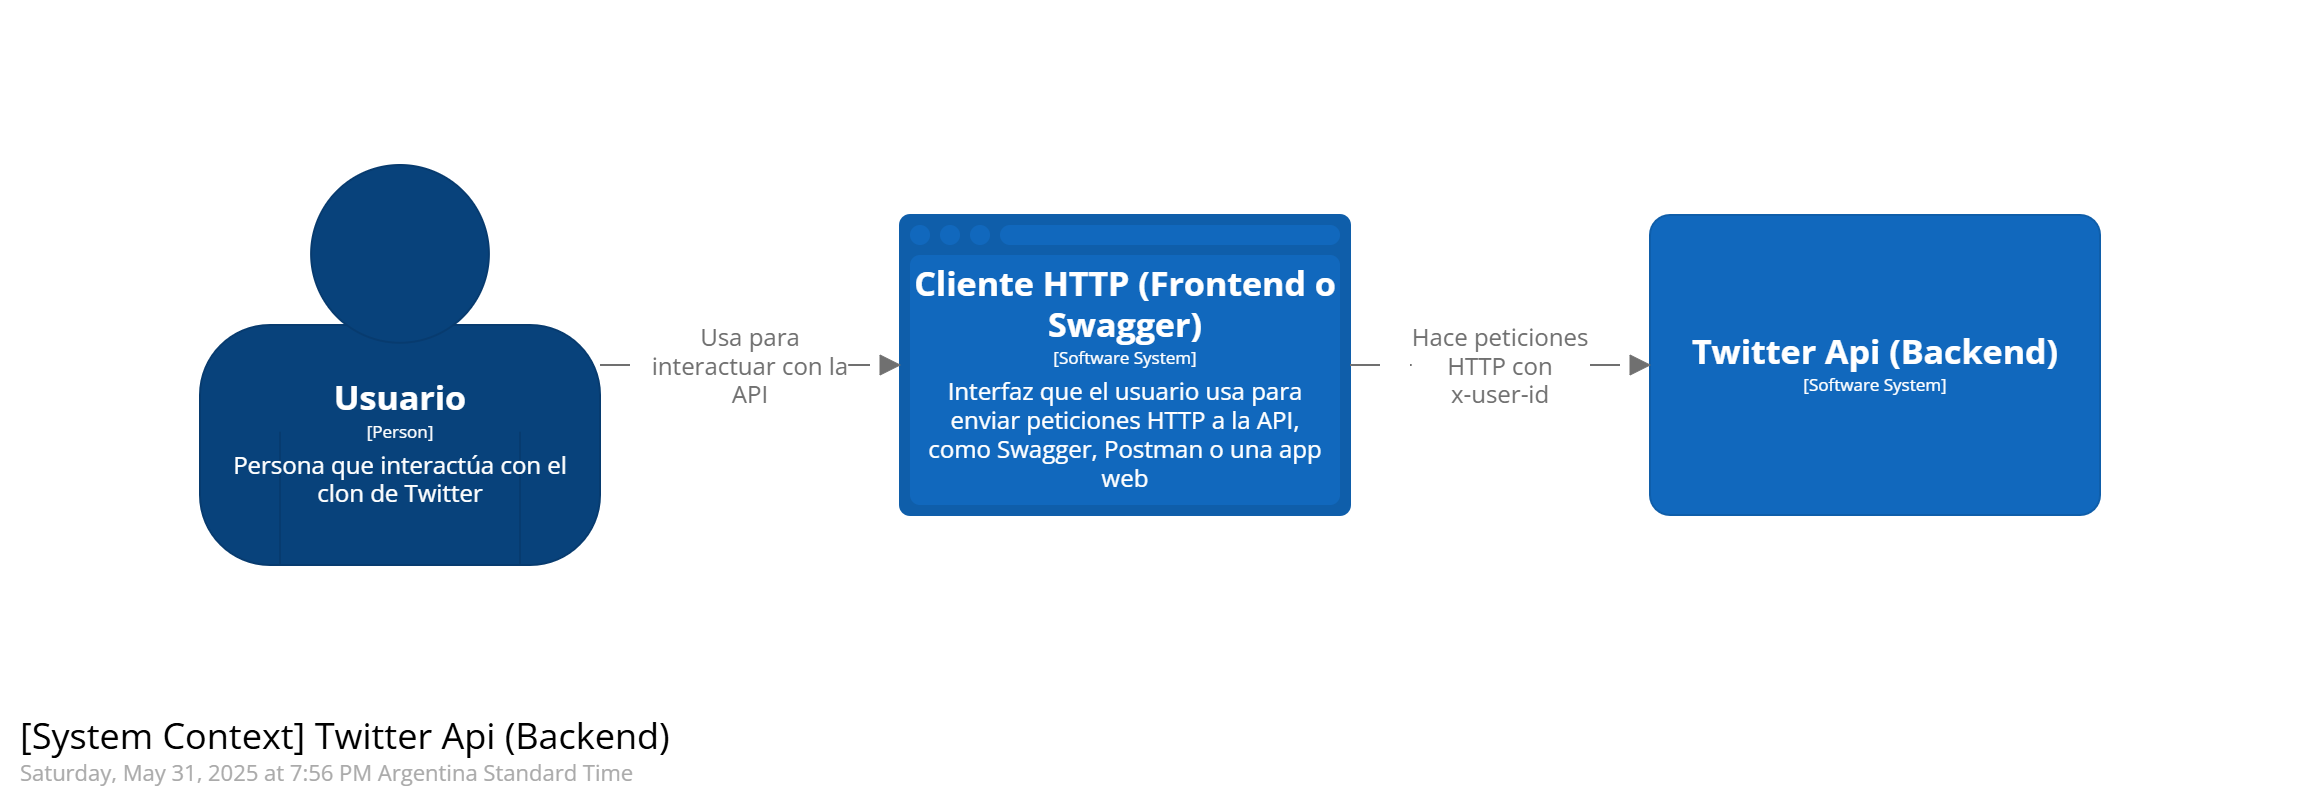 Usuario
[Person]
Persona que interactúa con el
clon de Twitter
Usa para
interactuar con la
API
Cliente HTTP (Frontend o
Swagger)
[Software System]
Interfaz que el usuario usa para
enviar peticiones HTTP a la API,
como Swagger, Postman o una app
web
Hace peticiones
HTTP con
x-user-id
Twitter Api (Backend)
[Software System]
[System Context] Twitter Api (Backend)
Saturday, May 31, 2025 at 7:56 PM Argentina Standard Time